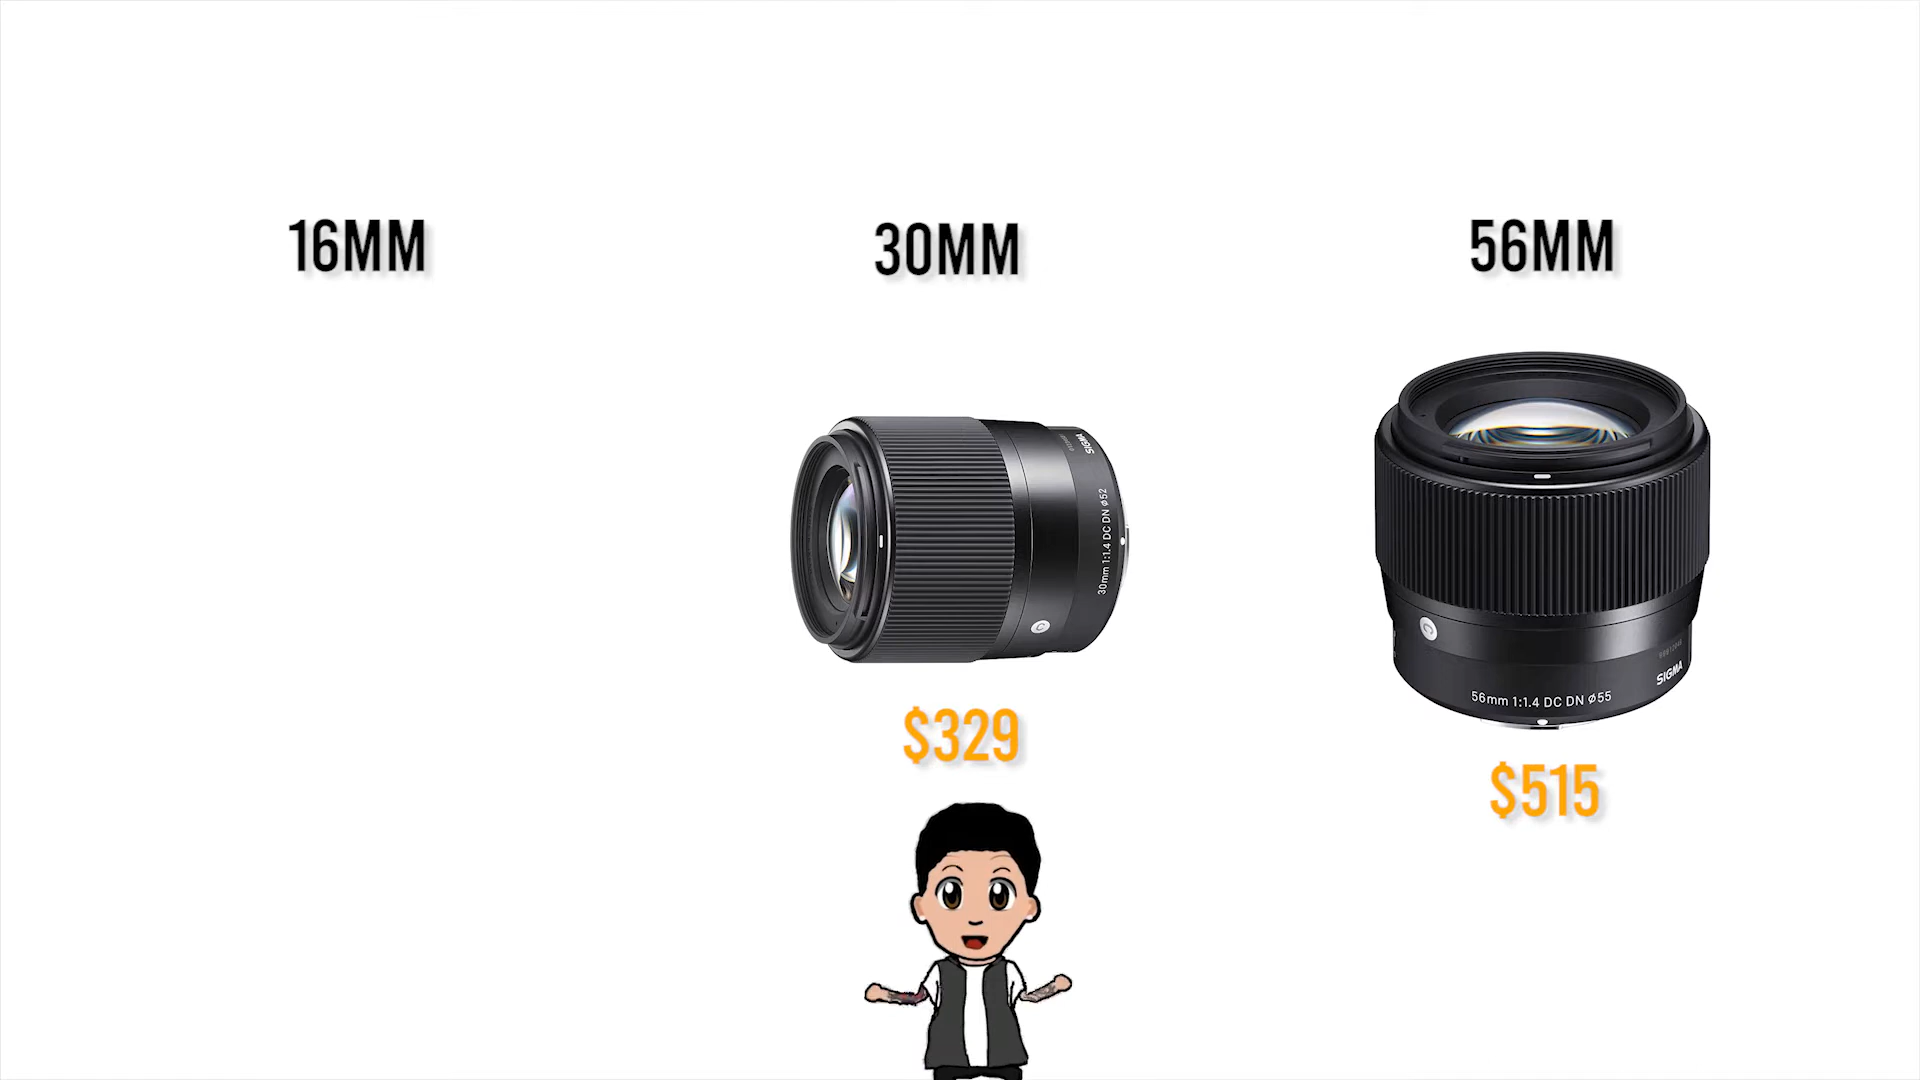 16MM
30MM
56MM
SIGMA
30mm 1:1.4 DC DN ø52
C
$329
C
SIGMA
56mm 1:1.4 DC DN ø55
$515